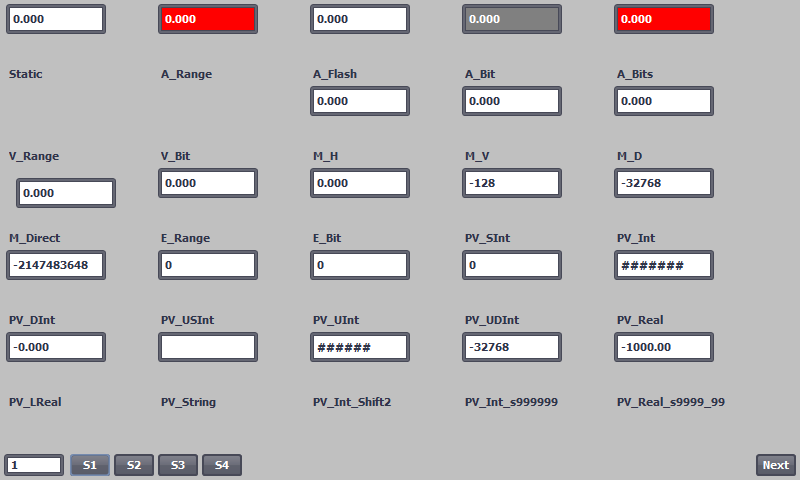 0.000 0.000 0.000 0.000 0.000
Static A_Range A_Flash A_Bit A_Bits
0.000 0.000 0.000
V_Range V_Bit M_H M_V M_D
0.000 0.000 0.000 -128 -32768
M_Direct E_Range E_Bit PV_SInt PV_Int
-2147483648 0 0 0 #######
PV_DInt PV_USInt PV_UInt PV_UDInt PV_Real
-0.000 ###### -32768 -1000.00
PV_LReal PV_String PV_Int_Shift2 PV_Int_s999999 PV_Real_s9999_99
1 S1 S2 S3 S4 Next